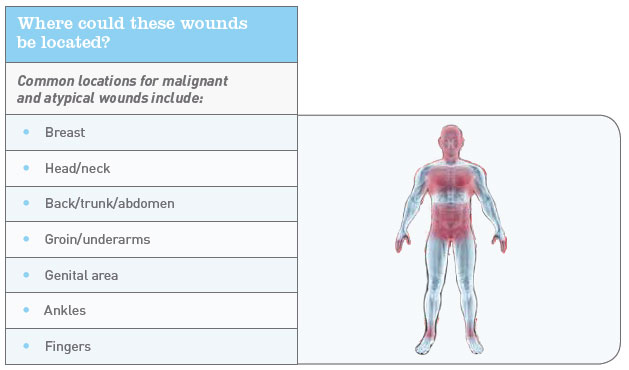 Where could these wounds
be located?
Common locations for malignant
and atypical wounds include:
• Breast
• Head/neck
• Back/trunk/abdomen
• Groin/underarms
• Genital area
• Ankles
• Fingers